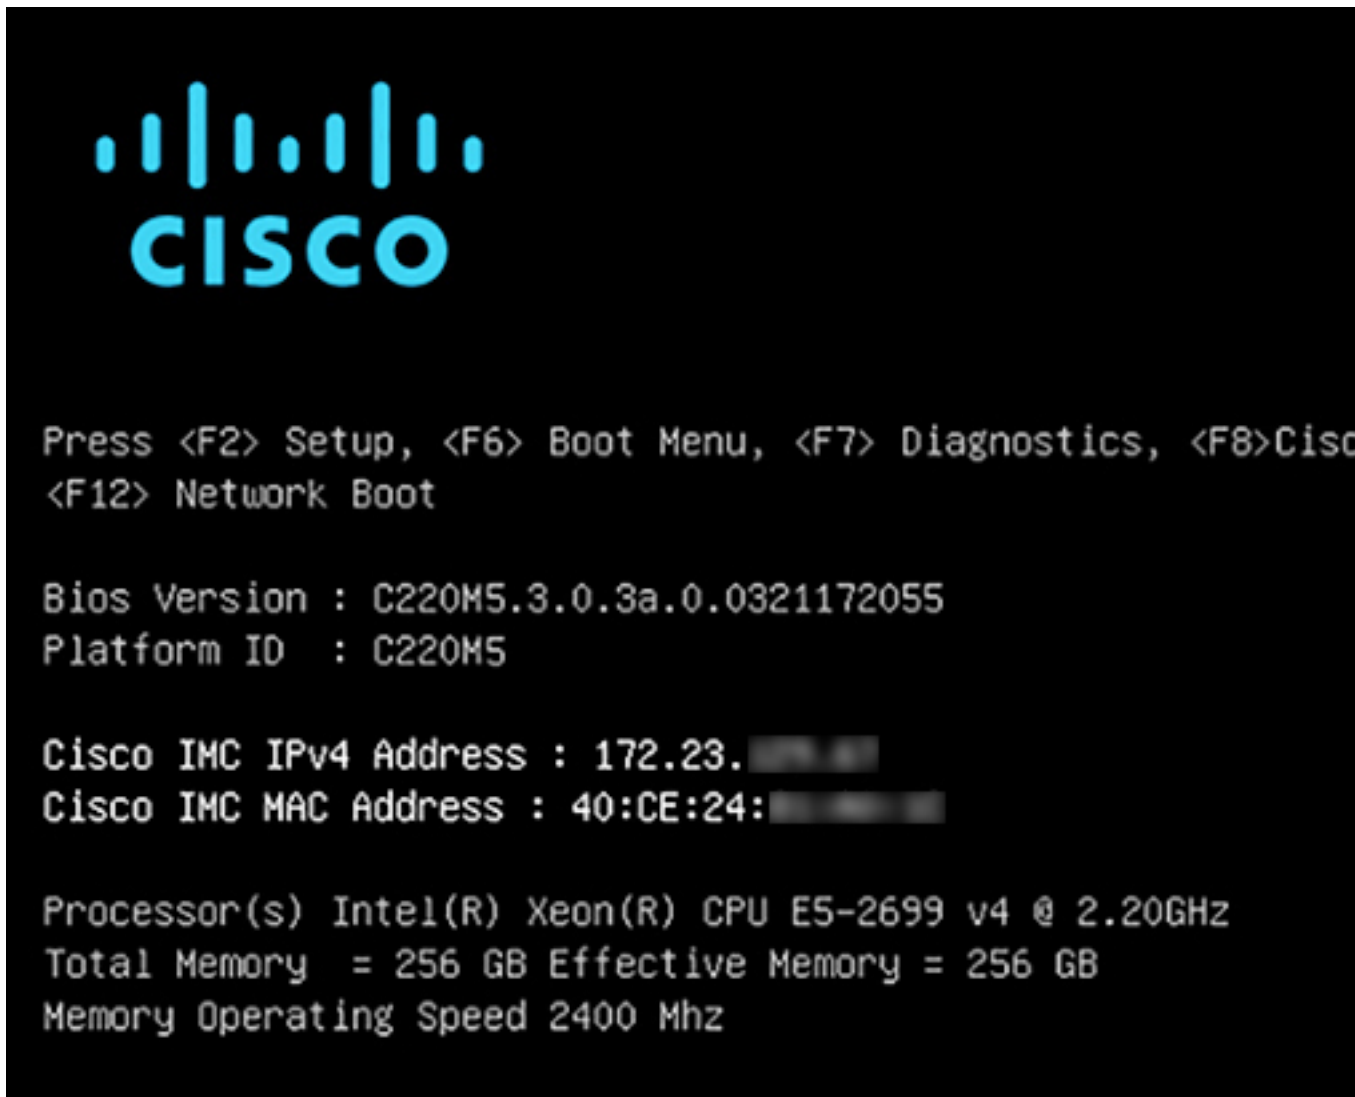 CISCO
Press <F2> Setup, <F6> Boot Menu, <F7> Diagnostics, <F8>Cisc
<F12> Network Boot
Bios Version : C220M5.3.0.3a.0.0321172055
Platform ID  : C220M5
Cisco IMC IPv4 Address : 172.23.
Cisco IMC MAC Address : 40:CE:24:
Processor(s) Intel(R) Xeon(R) CPU E5-2699 v4 @ 2.20GHz
Total Memory  = 256 GB Effective Memory = 256 GB
Memory Operating Speed 2400 Mhz